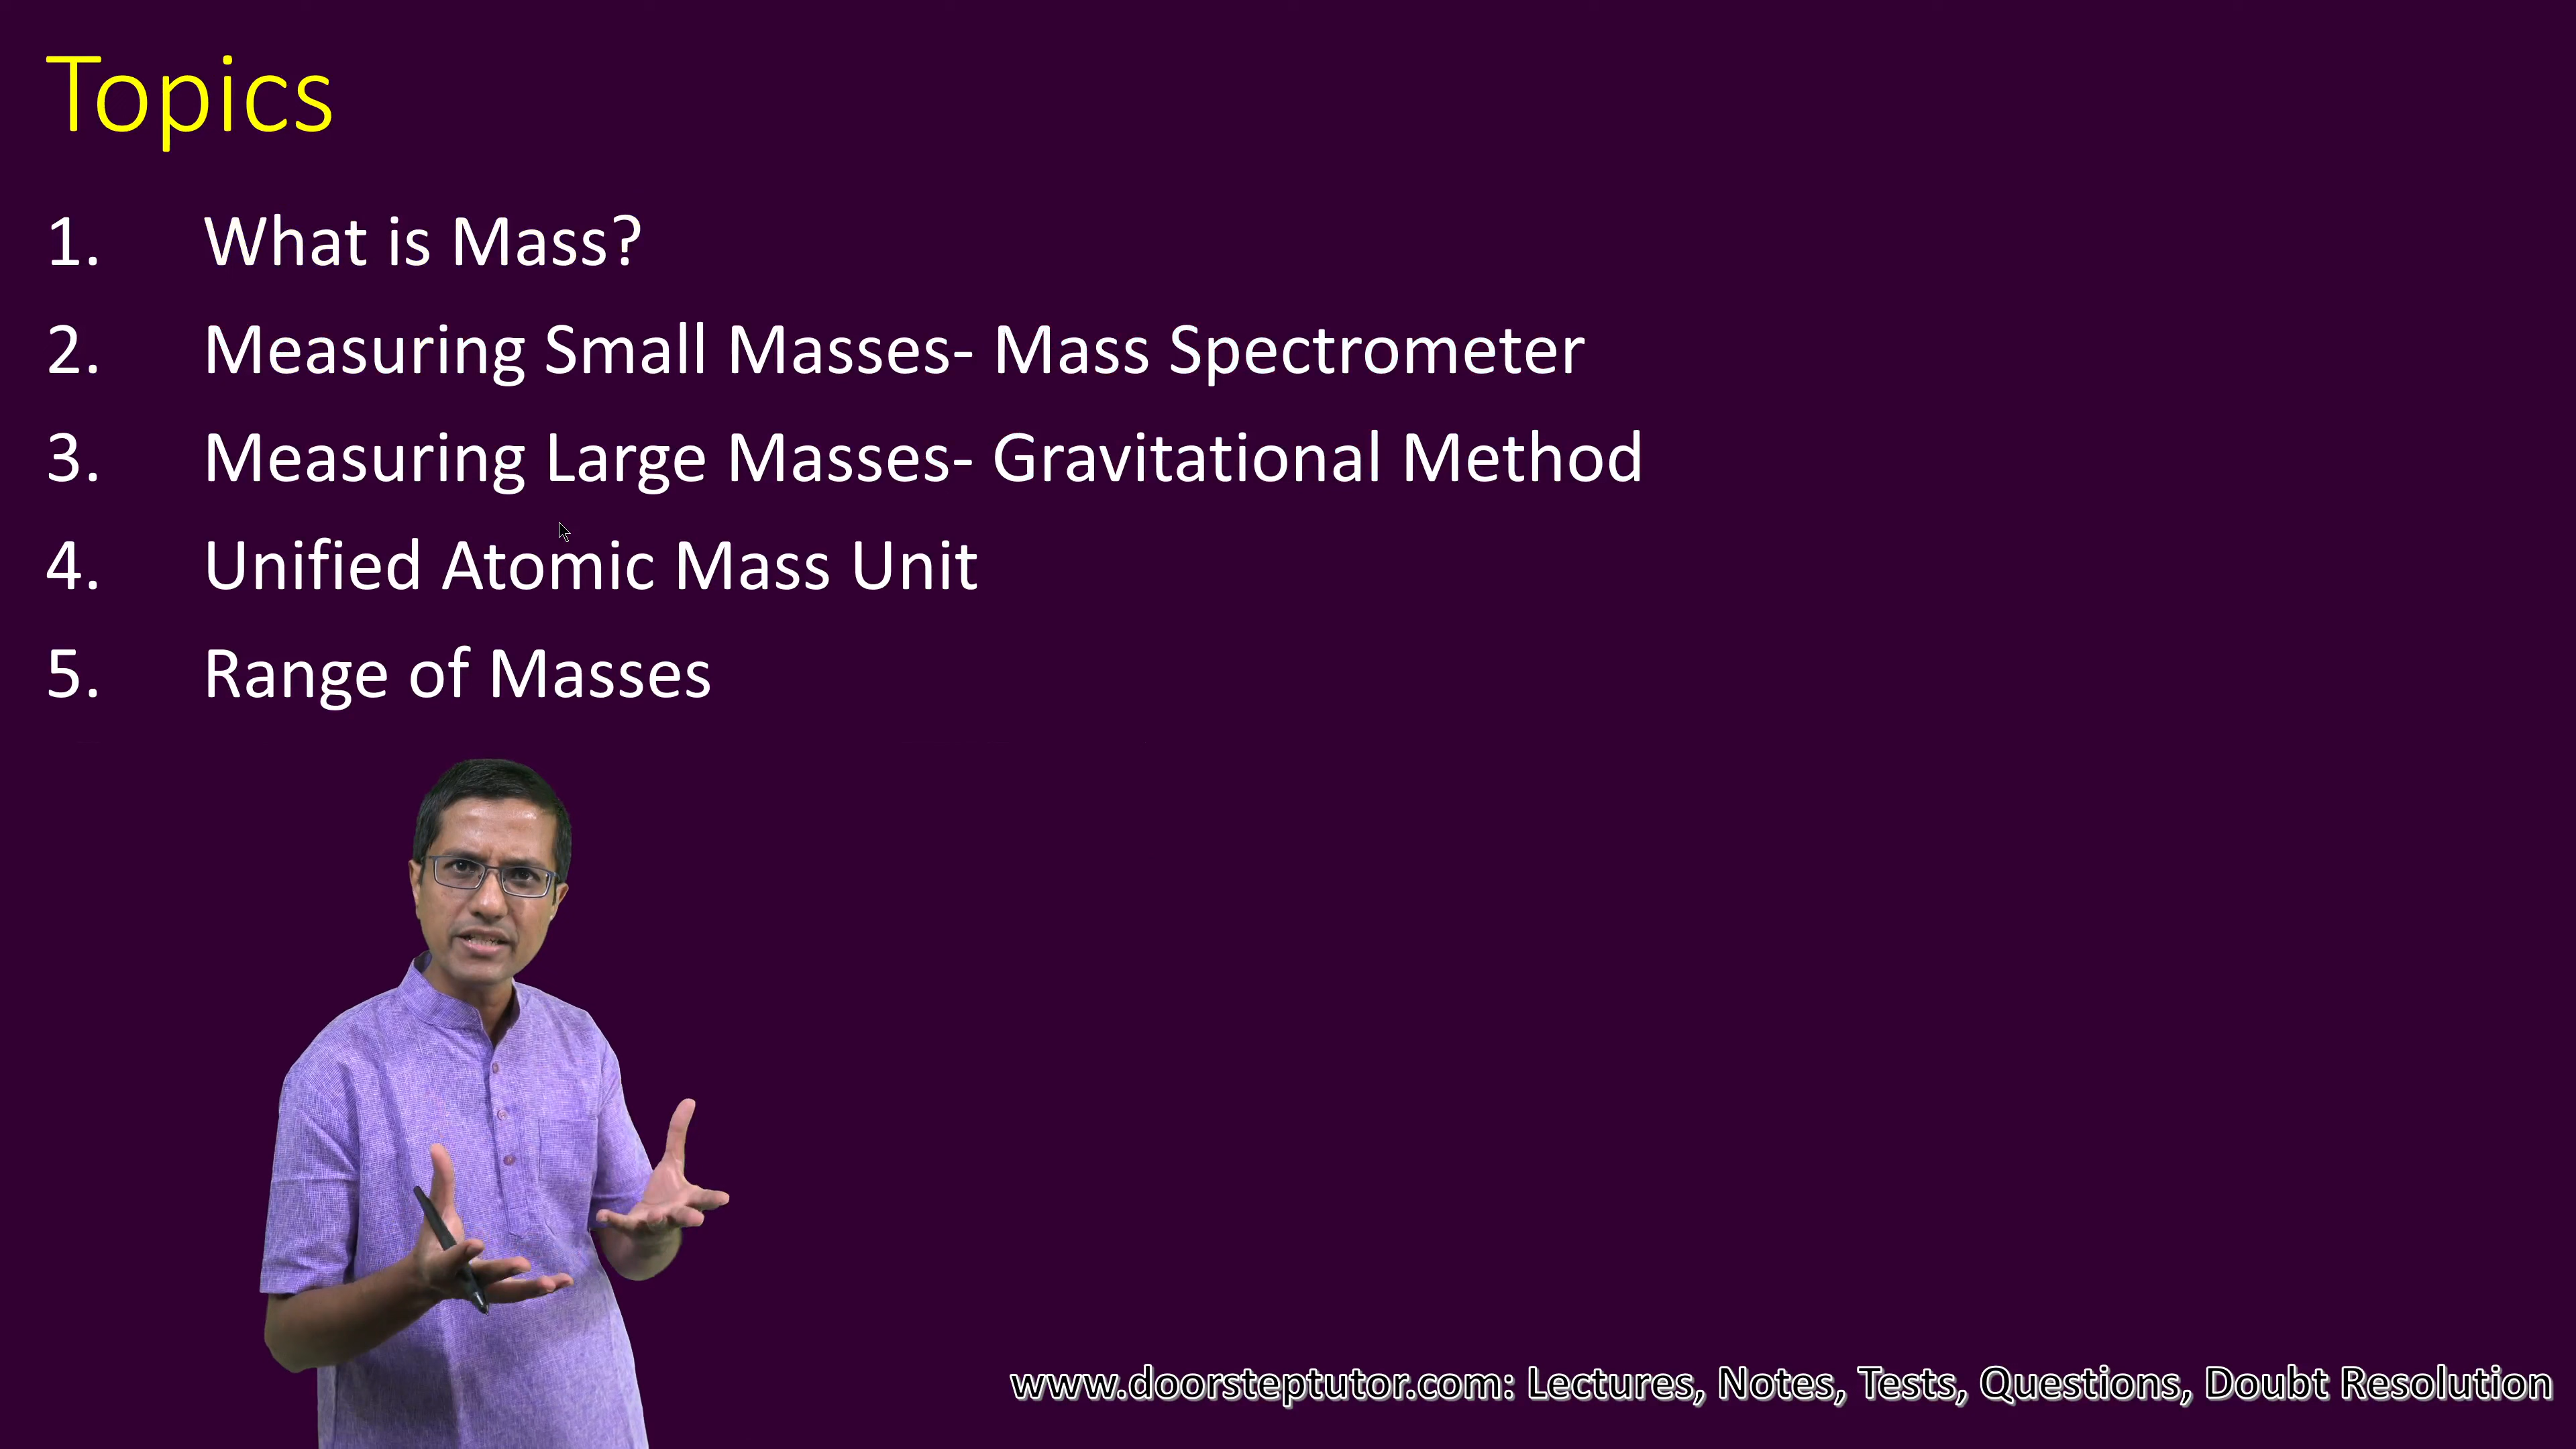 Topics
1. What is Mass?
2. Measuring Small Masses- Mass Spectrometer
3. Measuring Large Masses- Gravitational Method
4. Unified Atomic Mass Unit
5. Range of Masses
www.doorsteptutor.com: Lectures, Notes, Tests, Questions, Doubt Resolution